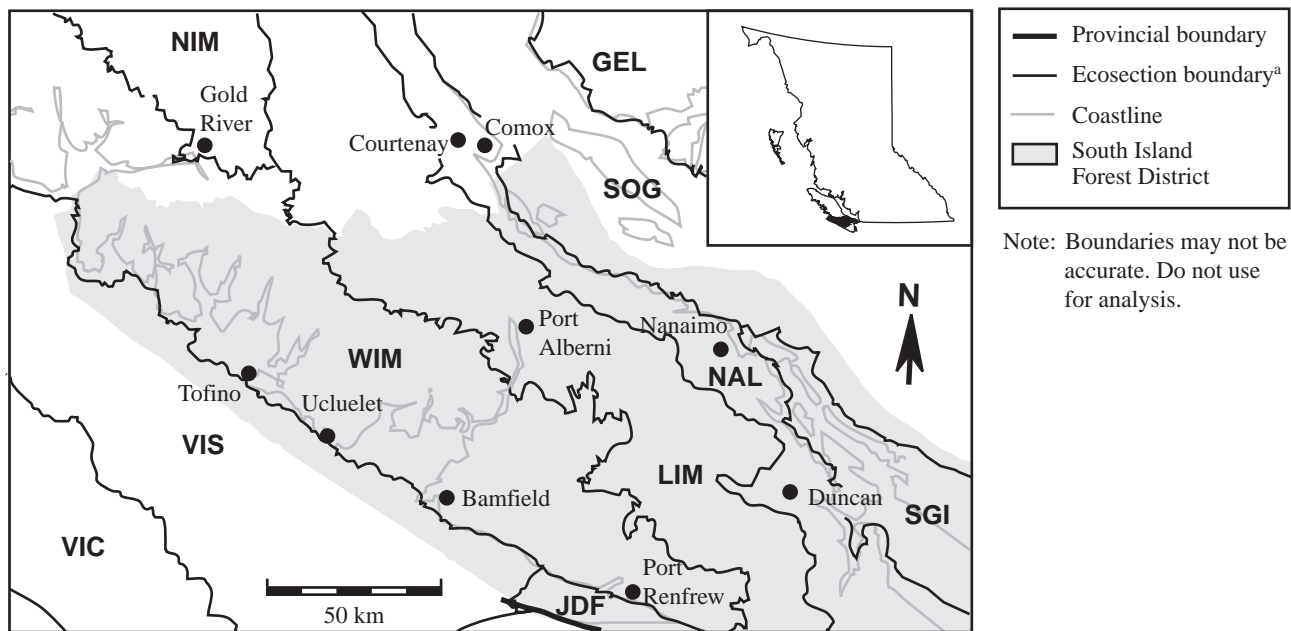 NIM
Gold
River
GEL
Courtenay
Comox
SOG
Port
Alberni
Nanaimo
NAL
WIM
Tofino
Ucluelet
VIS
LIM
Bamfield
Duncan
SGI
VIC
50 km
Port
Renfrew
JDF
N
Provincial boundary
Ecosection boundaryª
Coastline
South Island
Forest District
Note: Boundaries may not be
accurate. Do not use
for analysis.